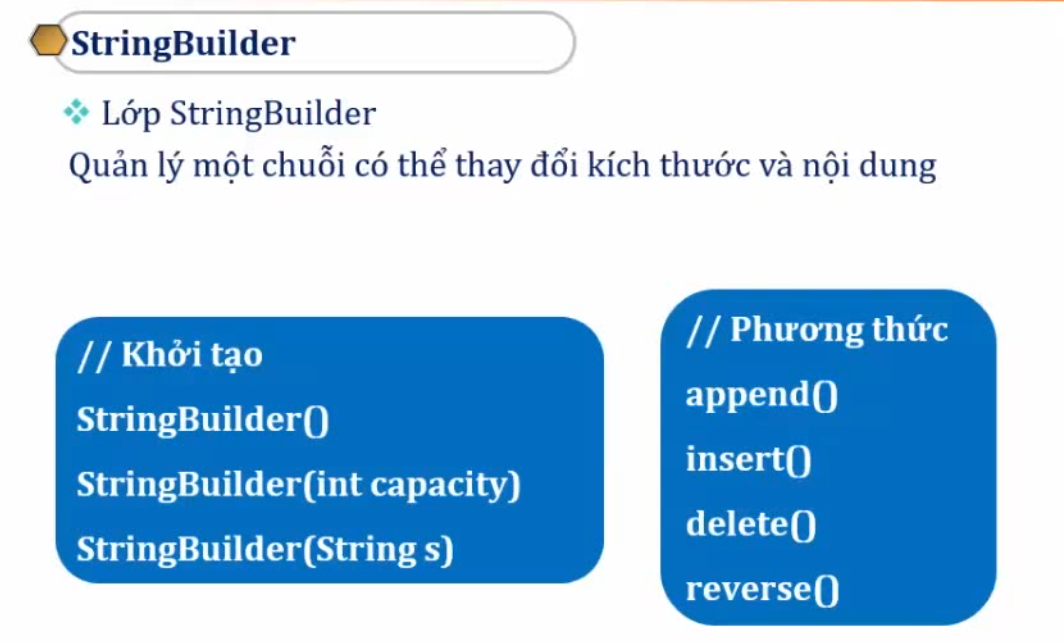 StringBuilder
Lớp StringBuilder
Quản lý một chuỗi có thể thay đổi kích thước và nội dung
// Khởi tạo
StringBuilder()
StringBuilder(int capacity)
StringBuilder(String s)
// Phương thức
append()
insert()
delete()
reverse()